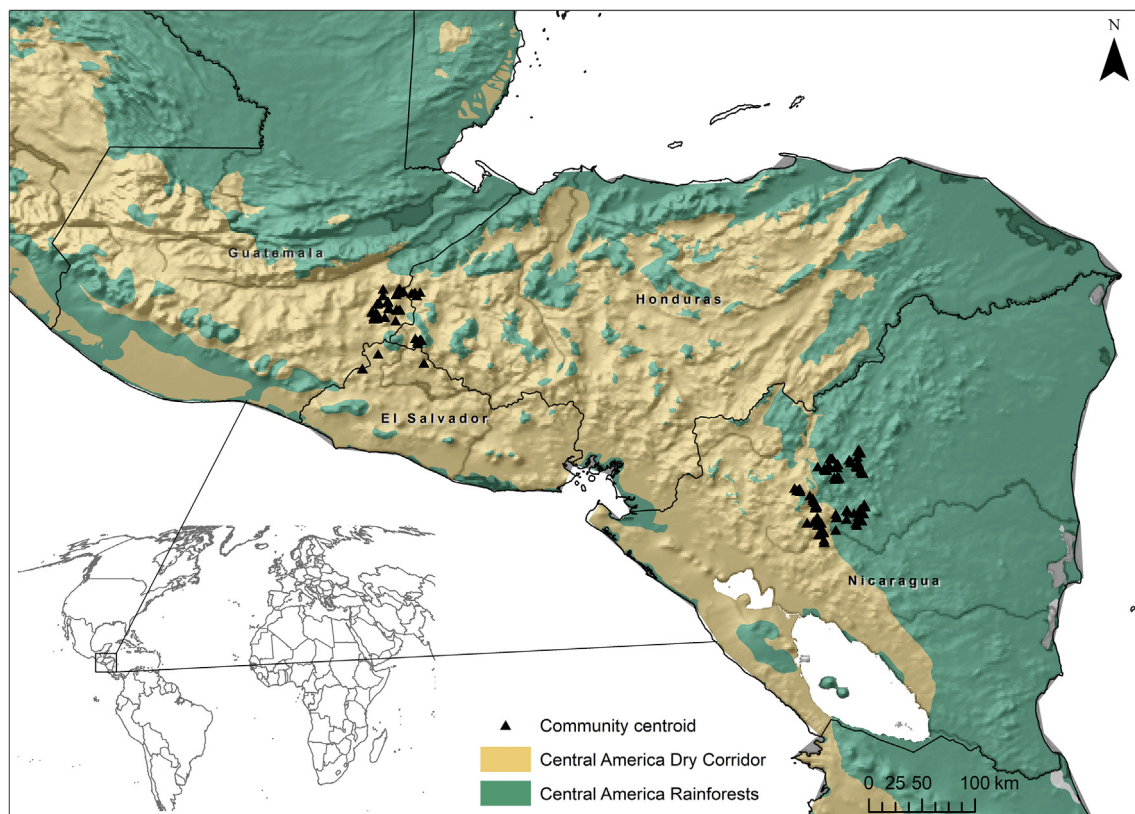 N
Guatemala
Honduras
El Salvador
Nicaragua
Community centroid
Central America Dry Corridor
Central America Rainforests
0 25 50 100 km